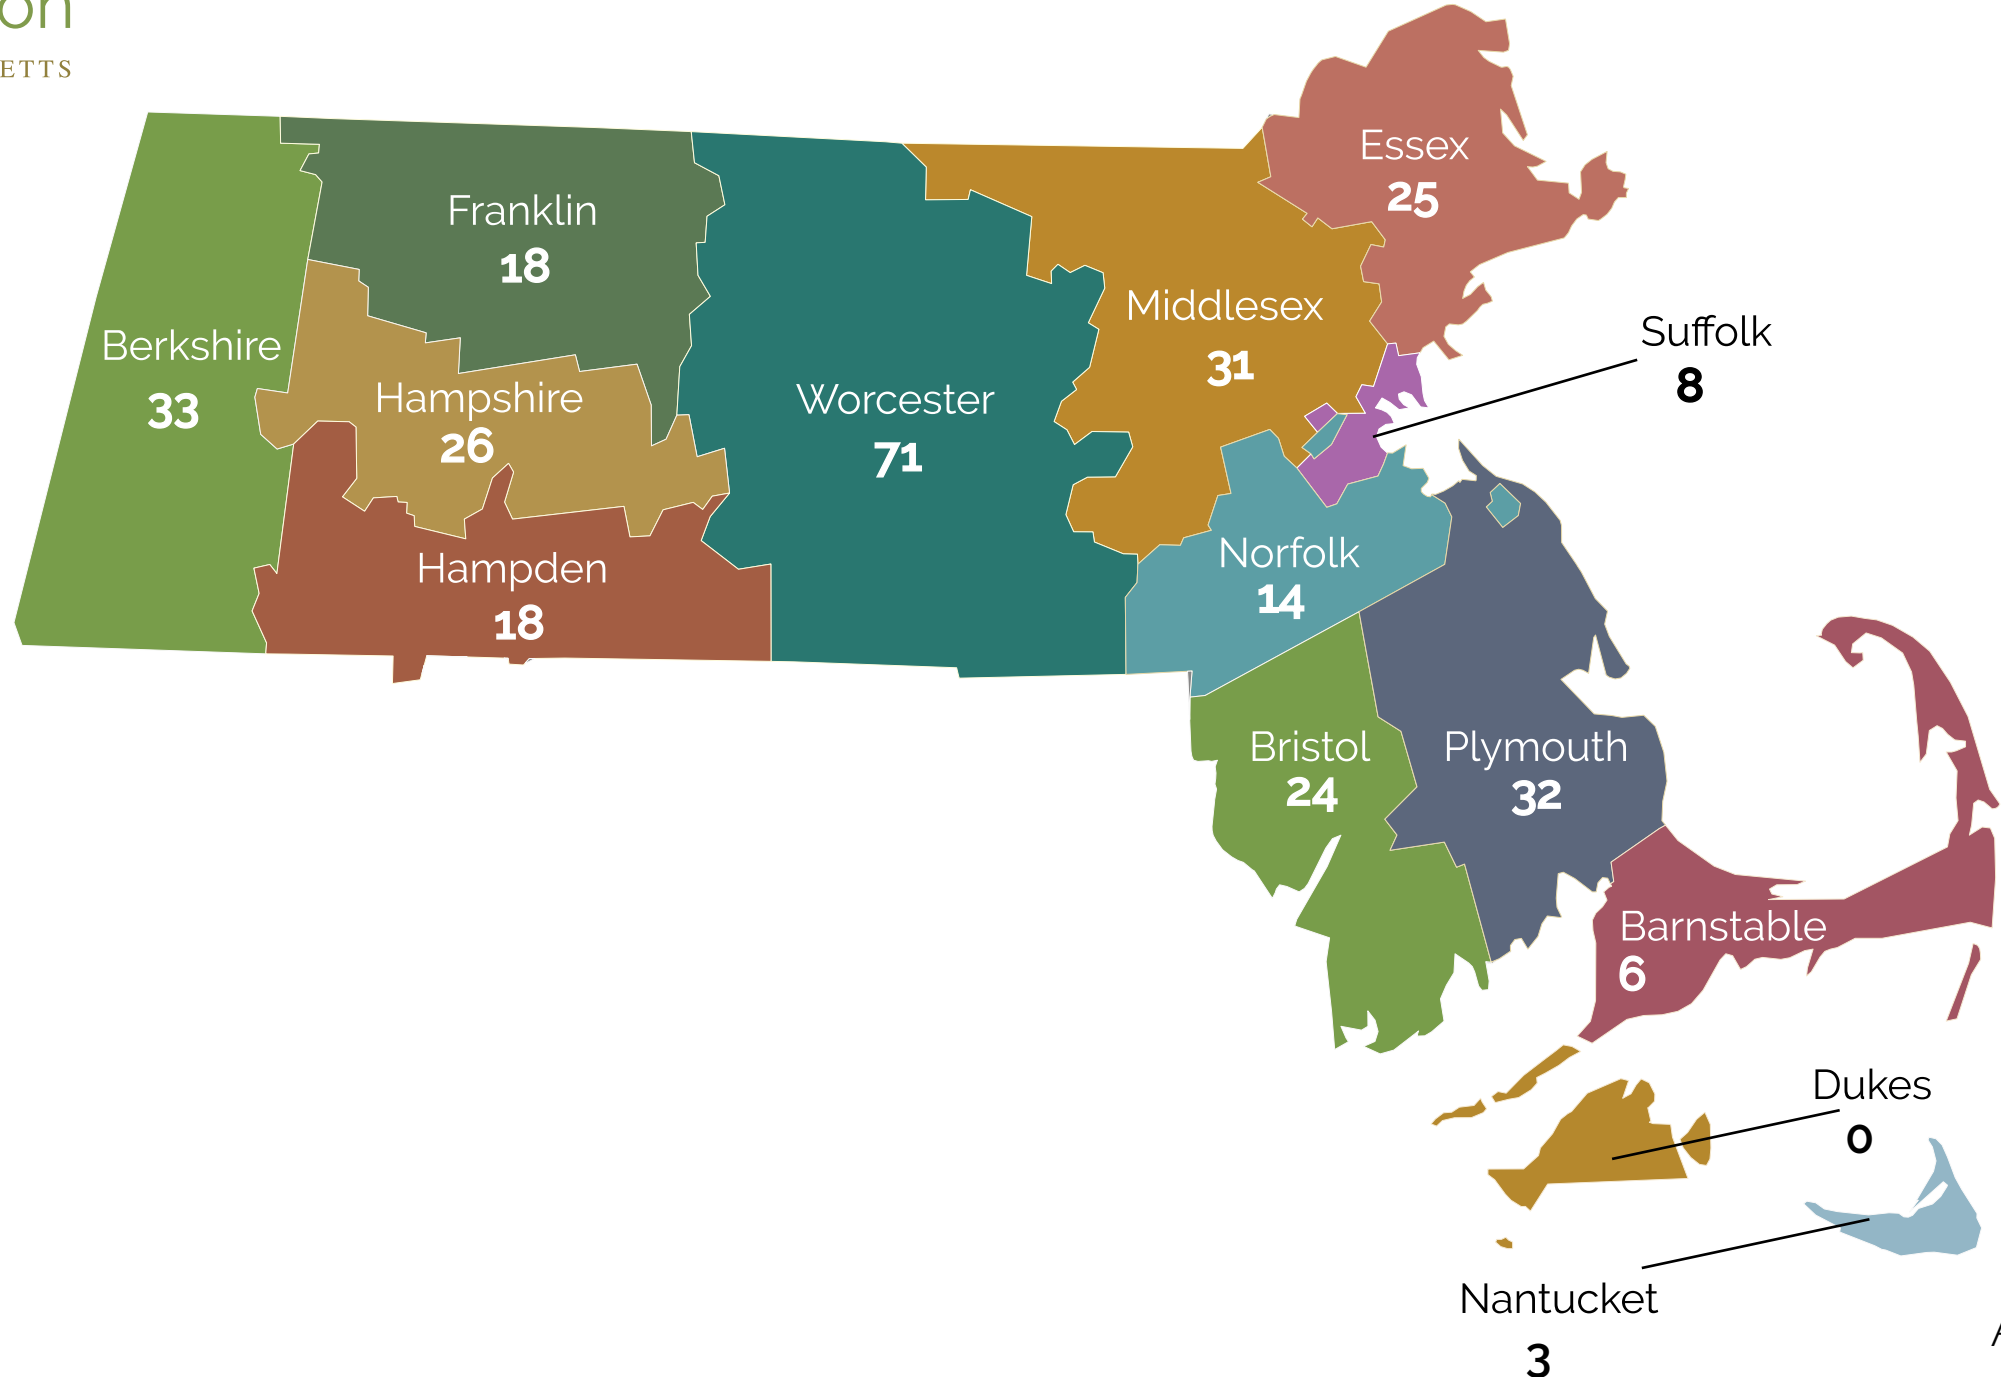 on
ETTS
Essex
25
Franklin
18
Middlesex
31
Suffolk
8
Berkshire
33
Hampshire
26
Worcester
71
Norfolk
14
Hampden
18
Bristol
24
Plymouth
32
Barnstable
6
Dukes
0
Nantucket
3
A